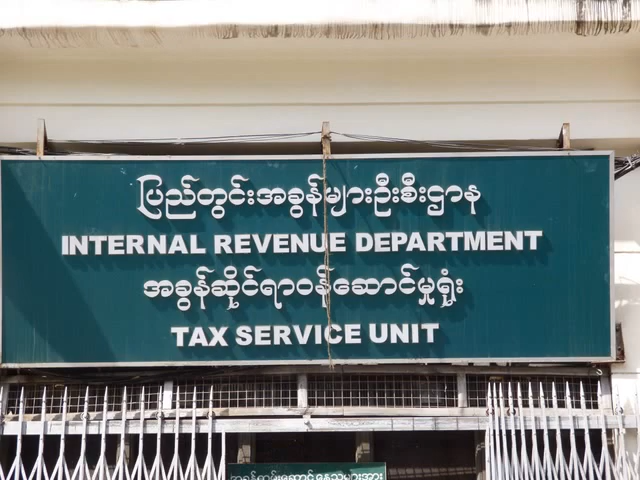 ပြည်တွင်းအခွန်များဦးစီးဌာန
INTERNAL REVENUE DEPARTMENT
အခွန်ဆိုင်ရာဝန်ဆောင်မှုရုံး
TAX SERVICE UNIT